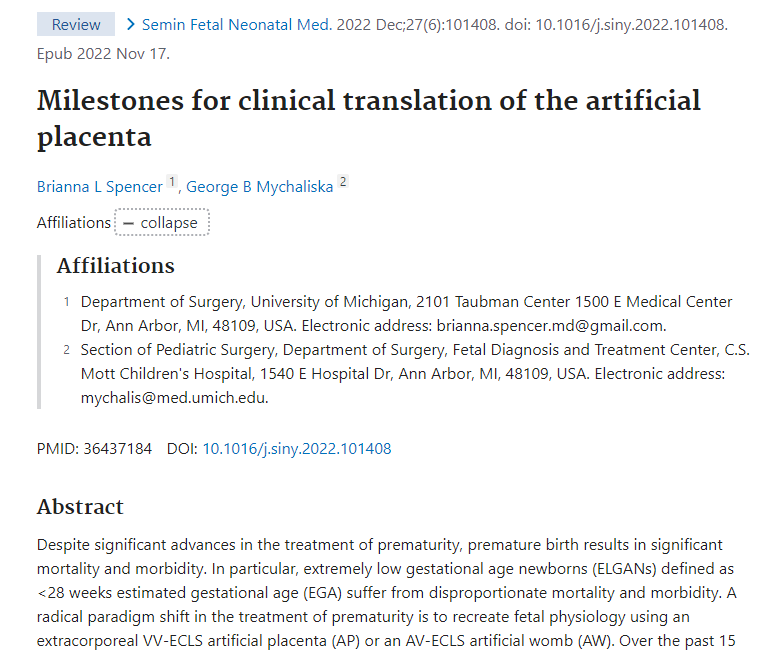 Review > Semin Fetal Neonatal Med. 2022 Dec;27(6):101408. doi: 10.1016/j.siny.2022.101408.
Epub 2022 Nov 17.
Milestones for clinical translation of the artificial
placenta
Brianna L Spencer 1, George B Mychaliska 2
Affiliations – collapse
Affiliations
1 Department of Surgery, University of Michigan, 2101 Taubman Center 1500 E Medical Center
Dr, Ann Arbor, MI, 48109, USA. Electronic address: brianna.spencer.md@gmail.com.
2 Section of Pediatric Surgery, Department of Surgery, Fetal Diagnosis and Treatment Center, C.S.
Mott Children's Hospital, 1540 E Hospital Dr, Ann Arbor, MI, 48109, USA. Electronic address:
mychalis@med.umich.edu.
PMID: 36437184 DOI: 10.1016/j.siny.2022.101408
Abstract
Despite significant advances in the treatment of prematurity, premature birth results in significant
mortality and morbidity. In particular, extremely low gestational age newborns (ELGANs) defined as
<28 weeks estimated gestational age (EGA) suffer from disproportionate mortality and morbidity. A
radical paradigm shift in the treatment of prematurity is to recreate fetal physiology using an
extracorporeal VV-ECLS artificial placenta (AP) or an AV-ECLS artificial womb (AW). Over the past 15